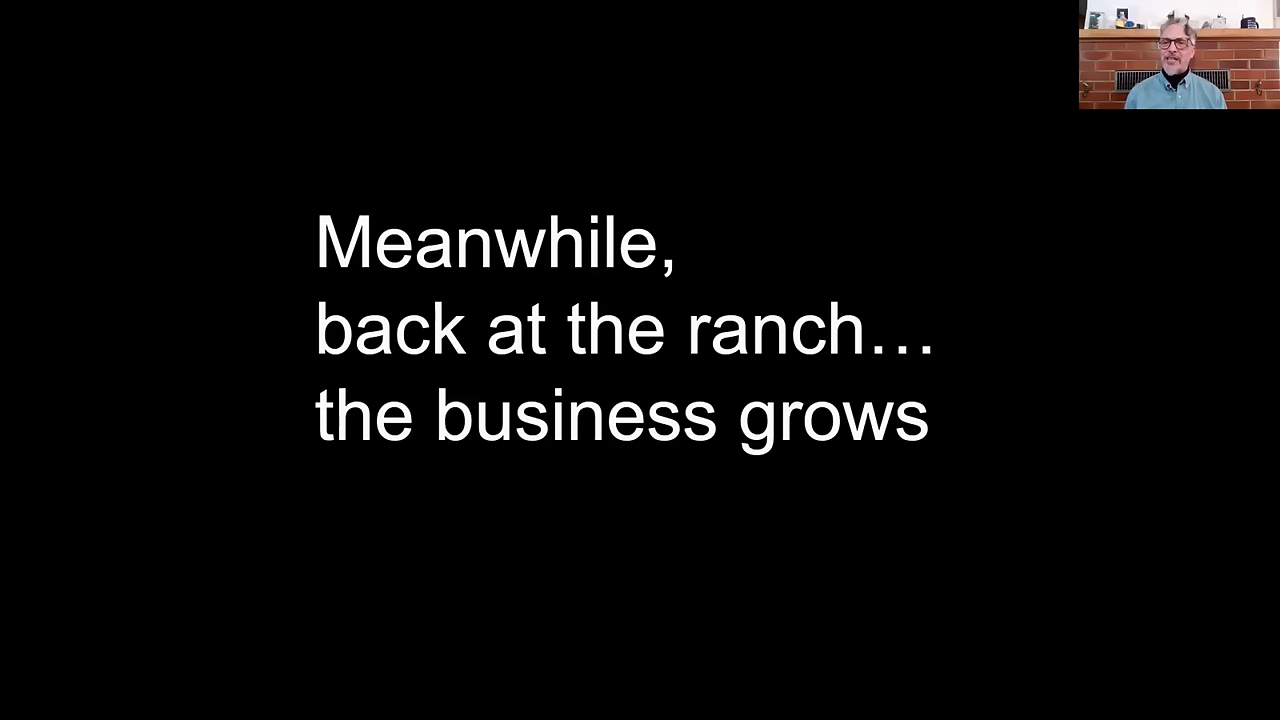 Meanwhile,
back at the ranch…
the business grows